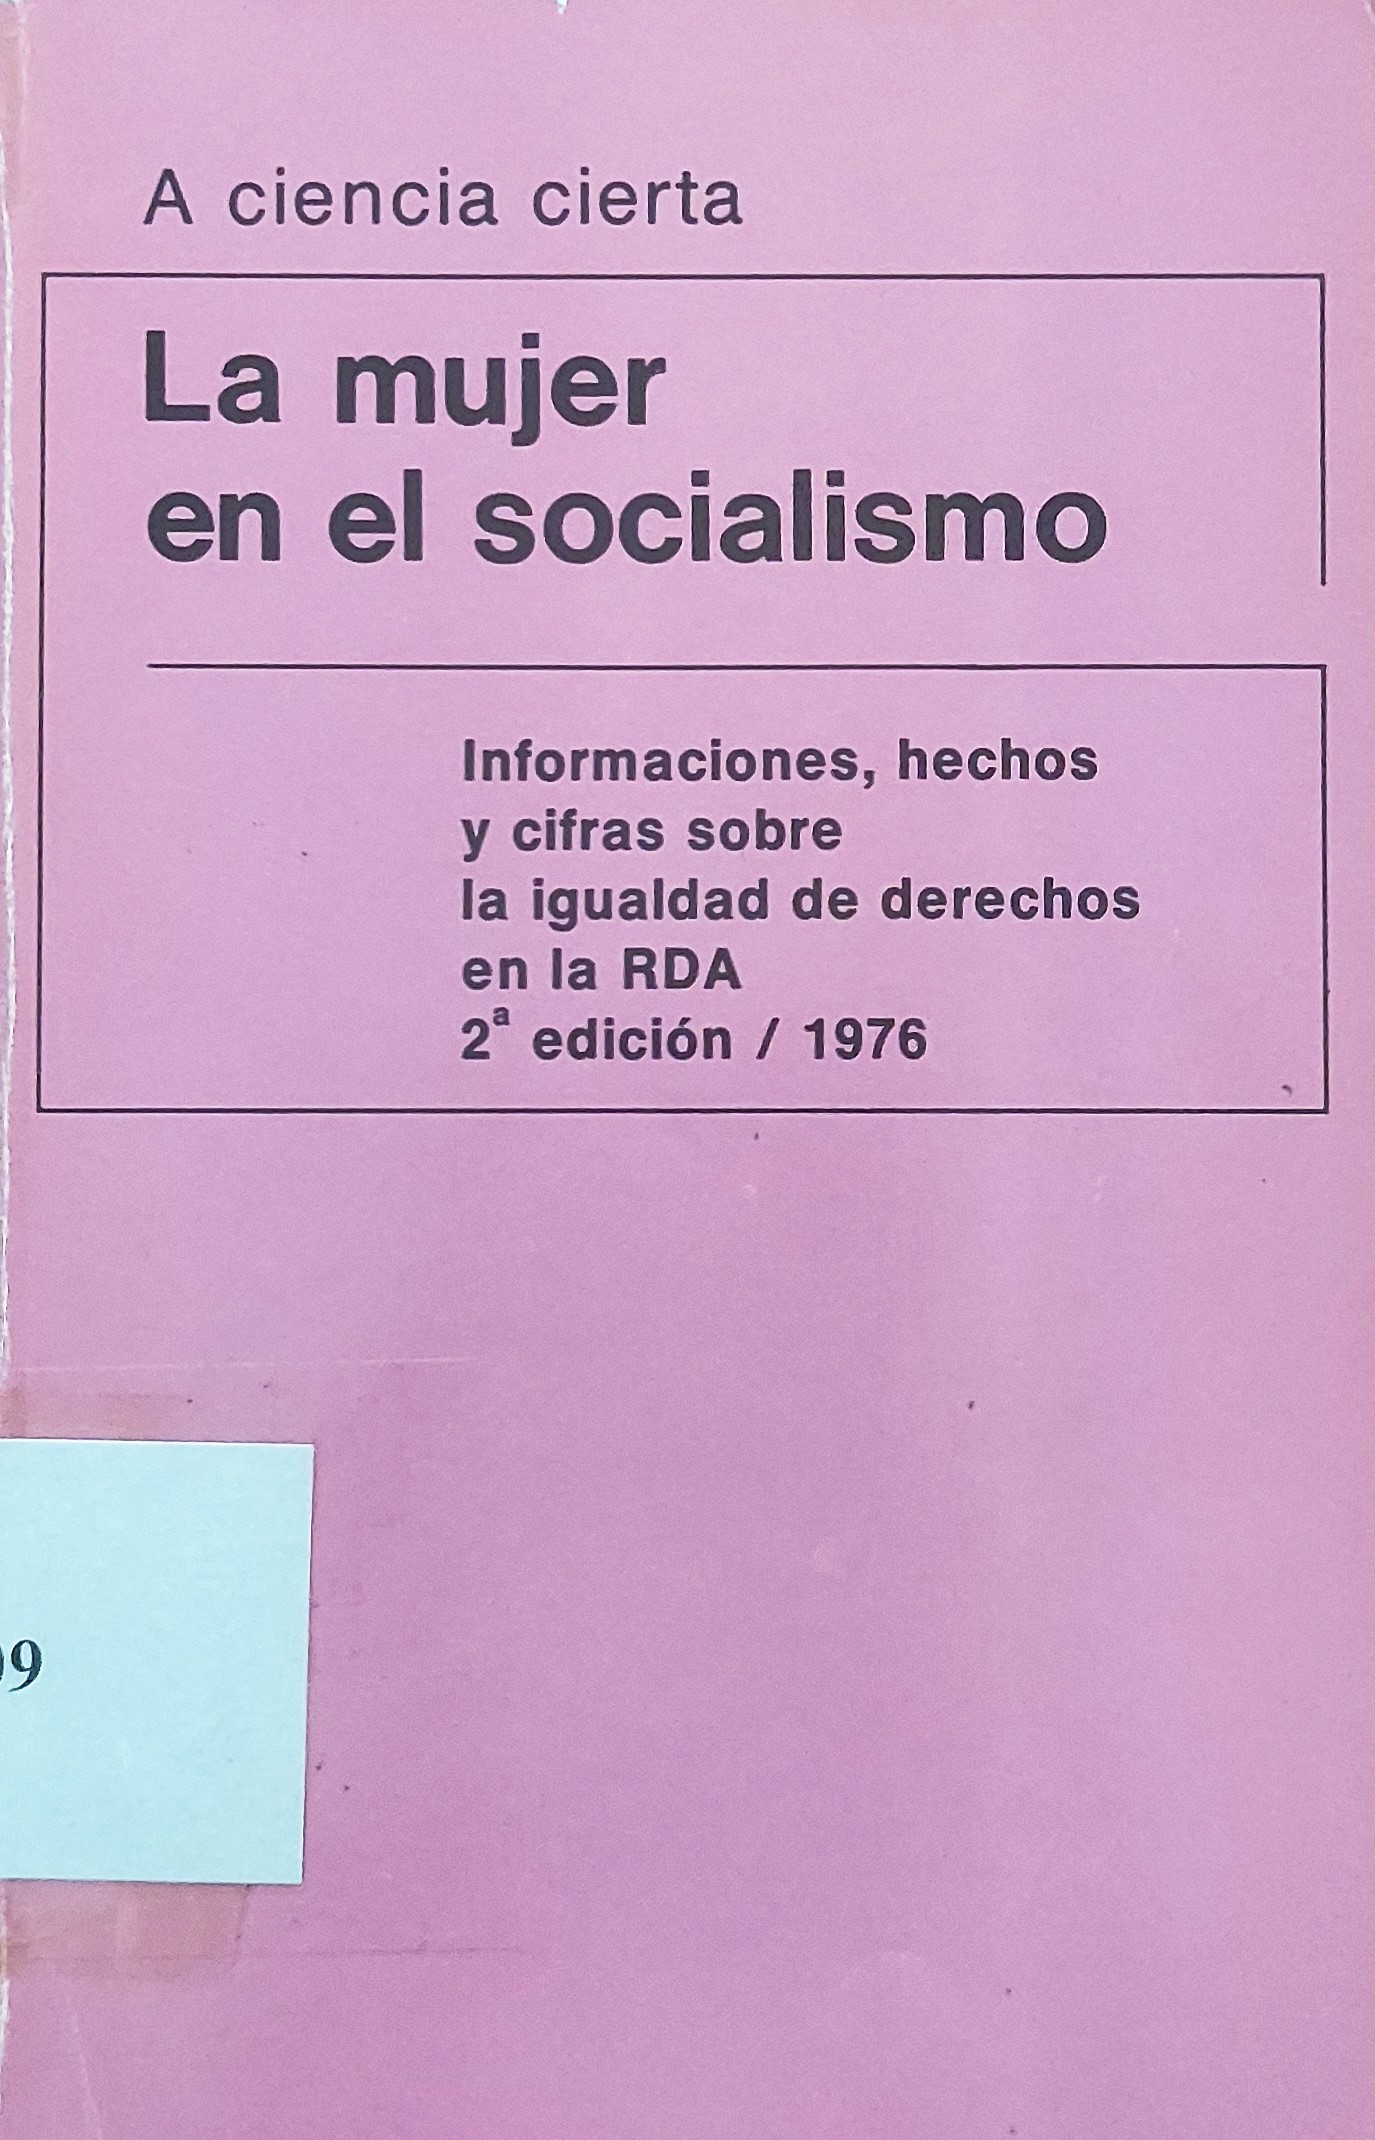 A ciencia cierta
La mujer
en el socialismo
Informaciones, hechos
y cifras sobre
la igualdad de derechos
en la RDA
2ª edición / 1976
9